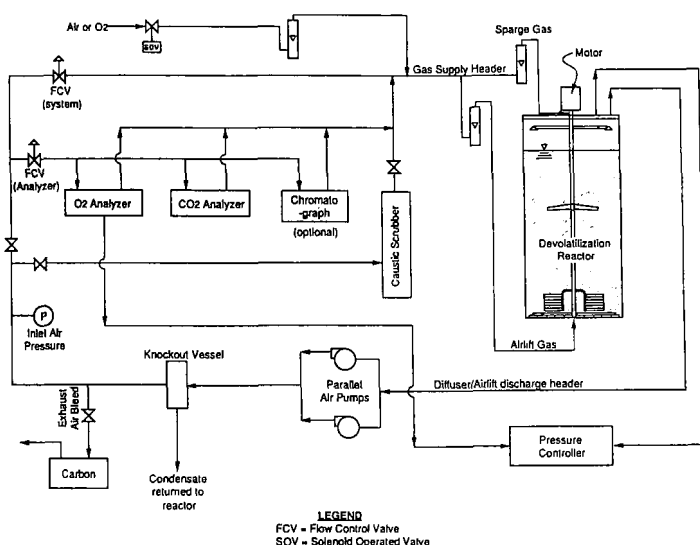 Air or O2
SOV
FCV
(system)
Gas Supply Header
Sparge Gas
Motor
FCV
(Analyzer)
O2 Analyzer
CO2 Analyzer
Chromato
-graph
(optional)
Caustic Scrubber
Devolatilization
Reactor
P
Inlet Air
Pressure
Knockout Vessel
Airlift Gas
Parallel
Air Pumps
Diffuser/Airlift discharge header
Exhaust
Air Bleed
Carbon
Condensate
returned to
reactor
Pressure
Controller
LEGEND
FCV = Flow Control Valve
SOV = Solenoid Operated Valve